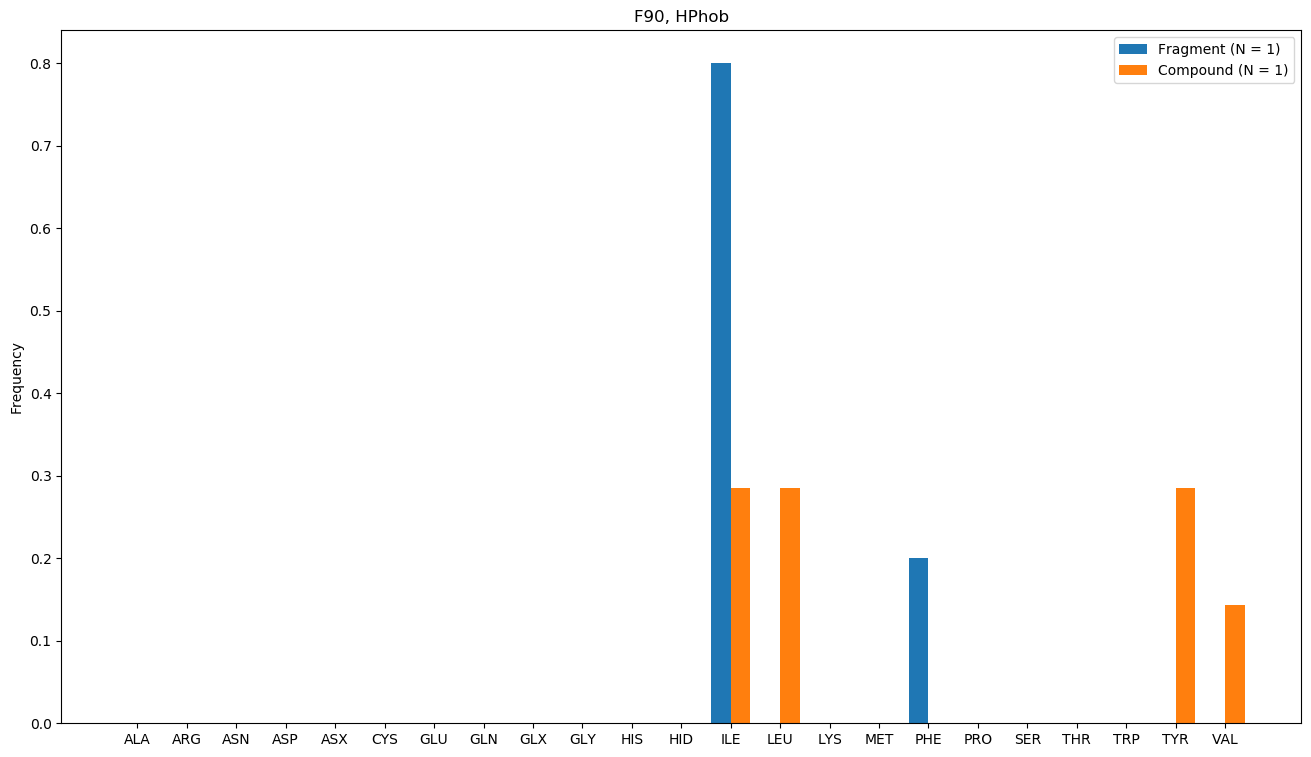 F90, HPhob
Fragment (N = 1)
Compound (N = 1)
Frequency
0.8
0.7
0.6
0.5
0.4
0.3
0.2
0.1
0.0
ALA ARG ASN ASP ASX CYS GLU GLN GLX GLY HIS HID ILE LEU LYS MET PHE PRO SER THR TRP TYR VAL